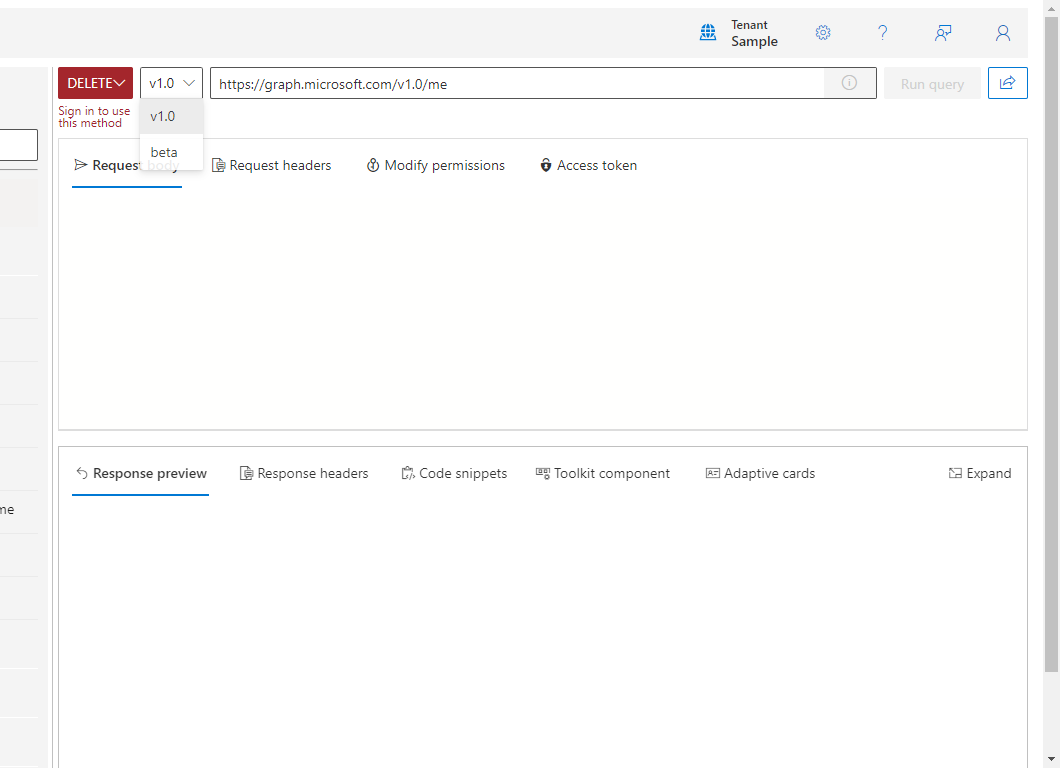 Tenant
Sample
DELETE
v1.0
https://graph.microsoft.com/v1.0/me
Run query
Sign in to use
this method
v1.0
beta
Request body
Request headers
Modify permissions
Access token
Response preview
Response headers
Code snippets
Toolkit component
Adaptive cards
Expand
me